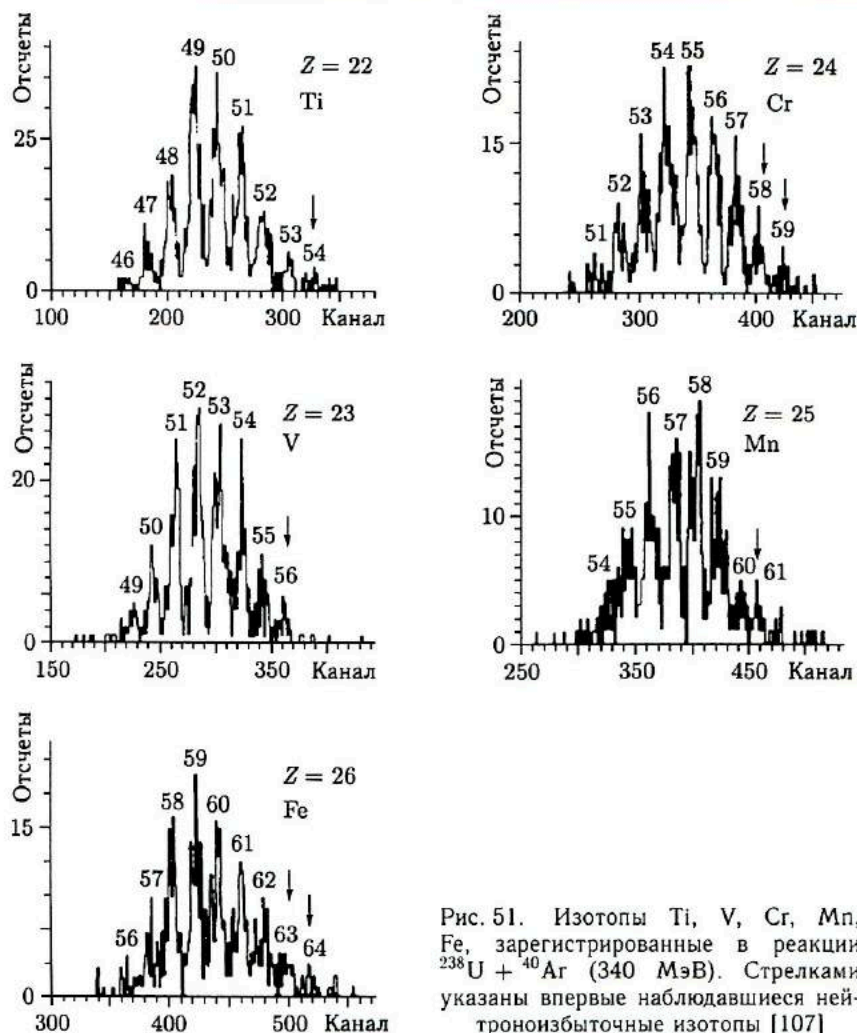 Отсчеты
49
50
Z = 22
Ti
51
48
47
52
53
54
46
25
0
100
200
300
Канал
Отсчеты
54
55
Z = 24
Cr
56
53
57
52
58
51
59
15
0
200
300
400
Канал
Отсчеты
52
Z = 23
V
51
53
54
50
55
49
56
20
0
150
250
350
Канал
Отсчеты
58
56
Z = 25
Mn
57
59
55
54
60
61
10
0
250
350
450
Канал
Отсчеты
59
Z = 26
Fe
58
60
61
57
62
56
63
64
15
0
300
400
500
Канал
Рис. 51. Изотопы Ti, V, Cr, Mn,
Fe, зарегистрированные в реакции
²³⁸U + ⁴⁰Ar (340 МэВ). Стрелками
указаны впервые наблюдавшиеся ней-
троноизбыточные изотопы [107]